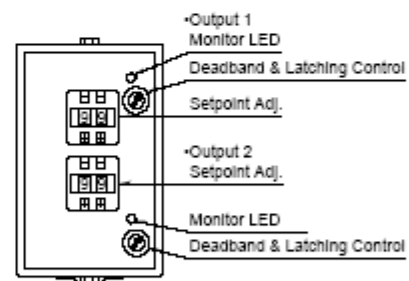 •Output 1
Monitor LED
Deadband & Latching Control
Setpoint Adj.
•Output 2
Setpoint Adj.
Monitor LED
Deadband & Latching Control